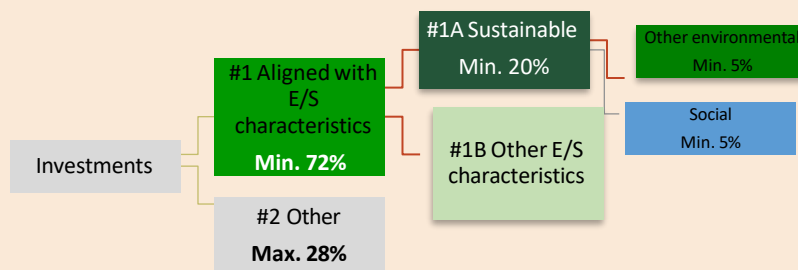 Investments
#1 Aligned with
E/S
characteristics
Min. 72%
#2 Other
Max. 28%
#1A Sustainable
Min. 20%
#1B Other E/S
characteristics
Other environmental
Min. 5%
Social
Min. 5%